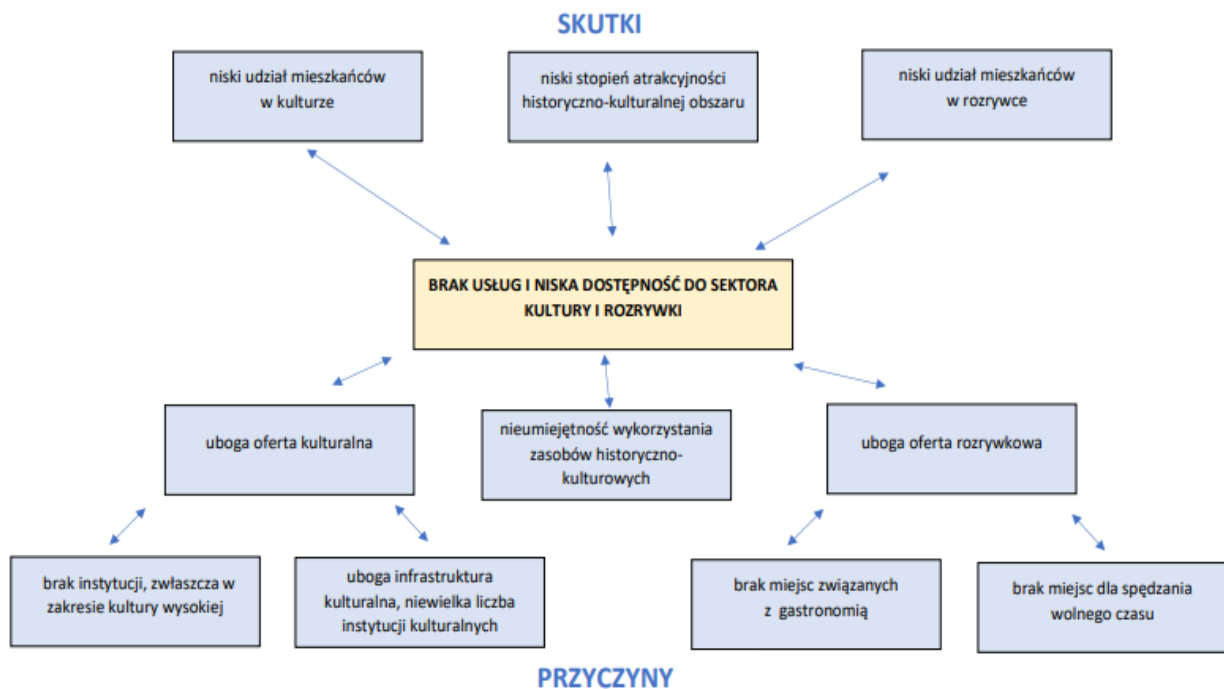 SKUTKI
niski udział mieszkańców
w kulturze
niski stopień atrakcyjności
historyczno-kulturalnej obszaru
niski udział mieszkańców
w rozrywce
BRAK USŁUG I NISKA DOSTĘPNOŚĆ DO SEKTORA
KULTURY I ROZRYWKI
uboga oferta kulturalna
nieumiejętność wykorzystania
zasobów historyczno-
kulturowych
uboga oferta rozrywkowa
brak instytucji, zwłaszcza w
zakresie kultury wysokiej
uboga infrastruktura
kulturalna, niewielka liczba
instytucji kulturalnych
brak miejsc związanych
z gastronomią
brak miejsc dla spędzania
wolnego czasu
PRZYCZYNY